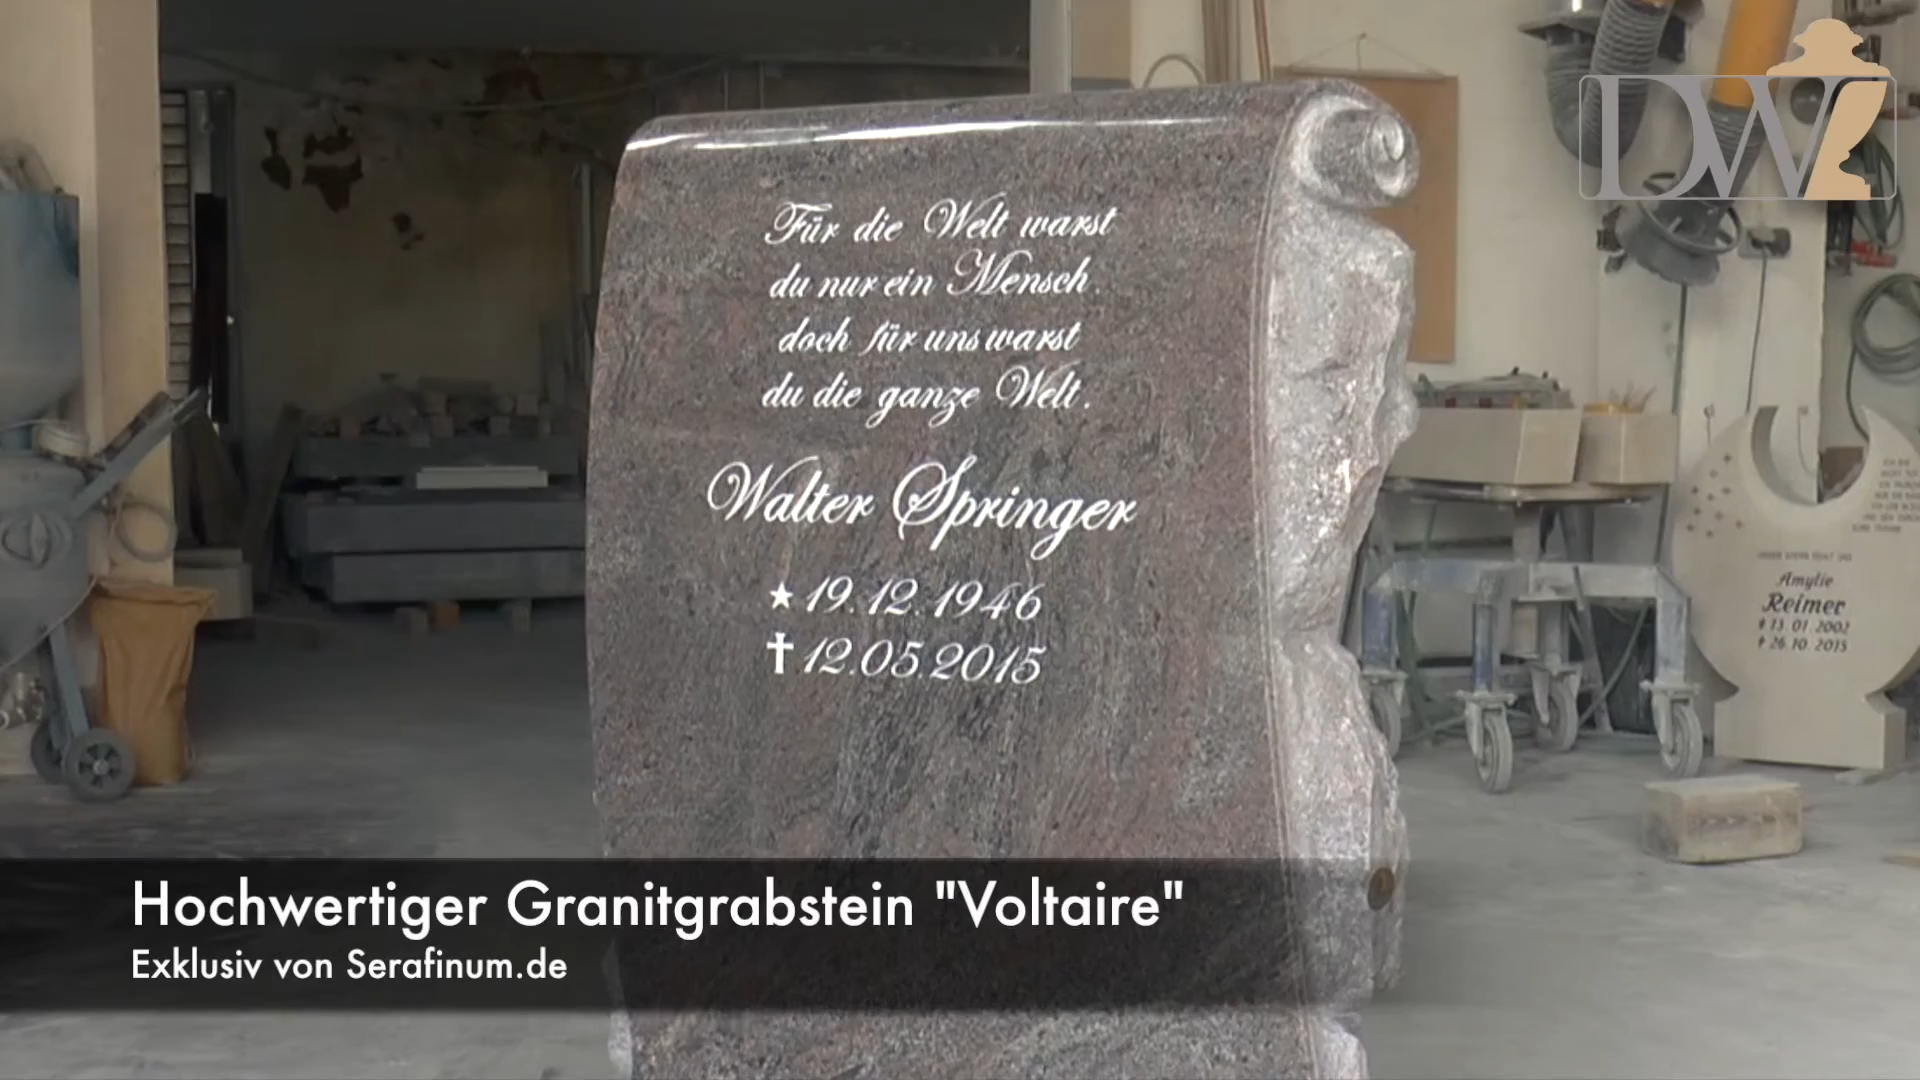 DW
Für die Welt warst
du nur ein Mensch.
doch für uns warst
du die ganze Welt.
Walter Springer
★ 19.12.1946
✝ 12.05.2015
Amylie
Reimer
13.01.2002
26.10.2015
Hochwertiger Granitgrabstein "Voltaire"
Exklusiv von Serafinum.de